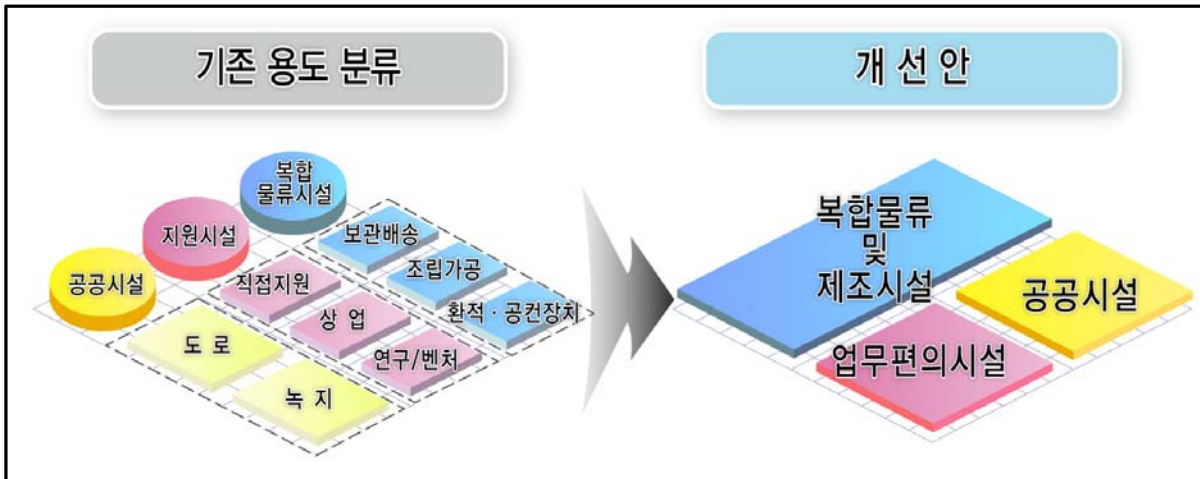 기존 용도 분류
개 선 안
복합
물류시설
지원시설
공공시설
보관배송
조립가공
환적·공컨장치
직접지원
상 업
연구/벤처
도 로
녹 지
복합물류
및
제조시설
공공시설
업무편의시설